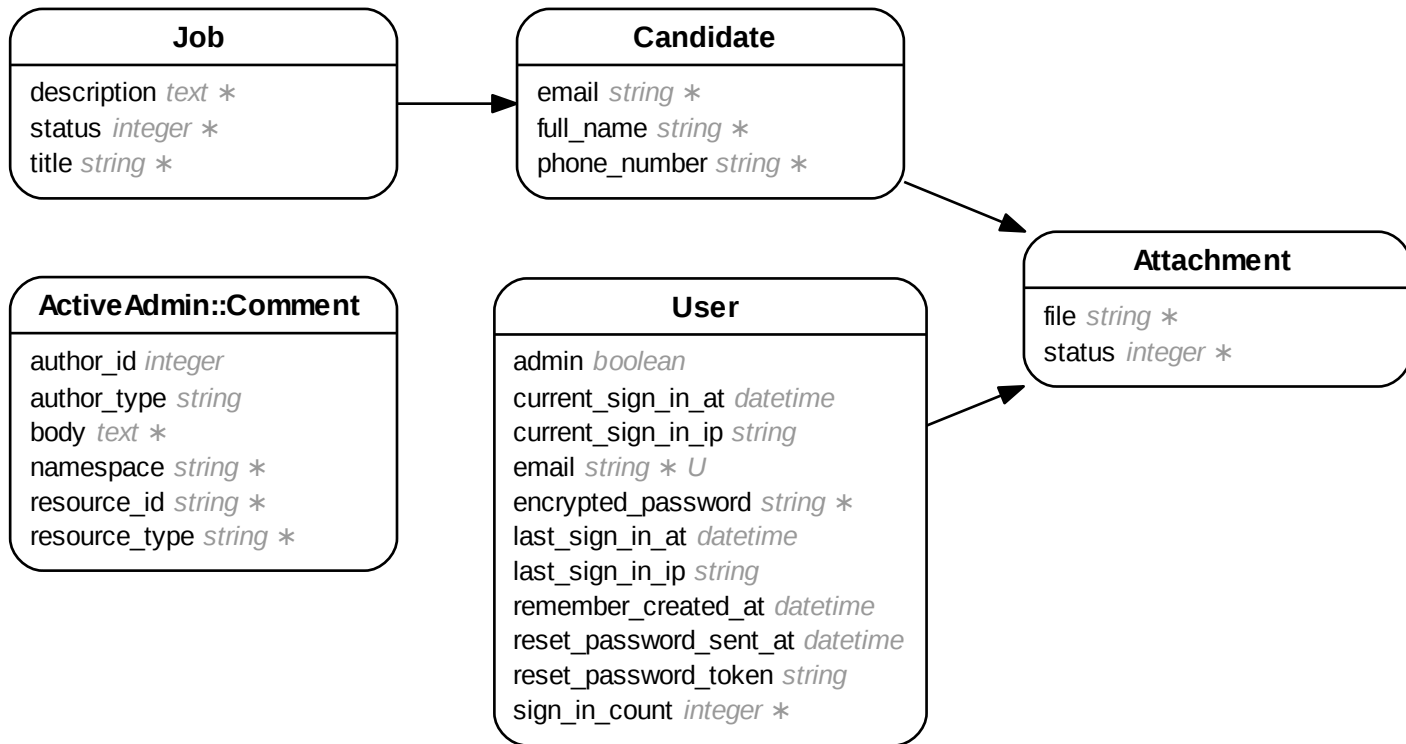 Job
description text ∗
status integer ∗
title string ∗
Candidate
email string ∗
full_name string ∗
phone_number string ∗
Attachment
file string ∗
status integer ∗
ActiveAdmin::Comment
author_id integer
author_type string
body text ∗
namespace string ∗
resource_id string ∗
resource_type string ∗
User
admin boolean
current_sign_in_at datetime
current_sign_in_ip string
email string ∗ U
encrypted_password string ∗
last_sign_in_at datetime
last_sign_in_ip string
remember_created_at datetime
reset_password_sent_at datetime
reset_password_token string
sign_in_count integer ∗